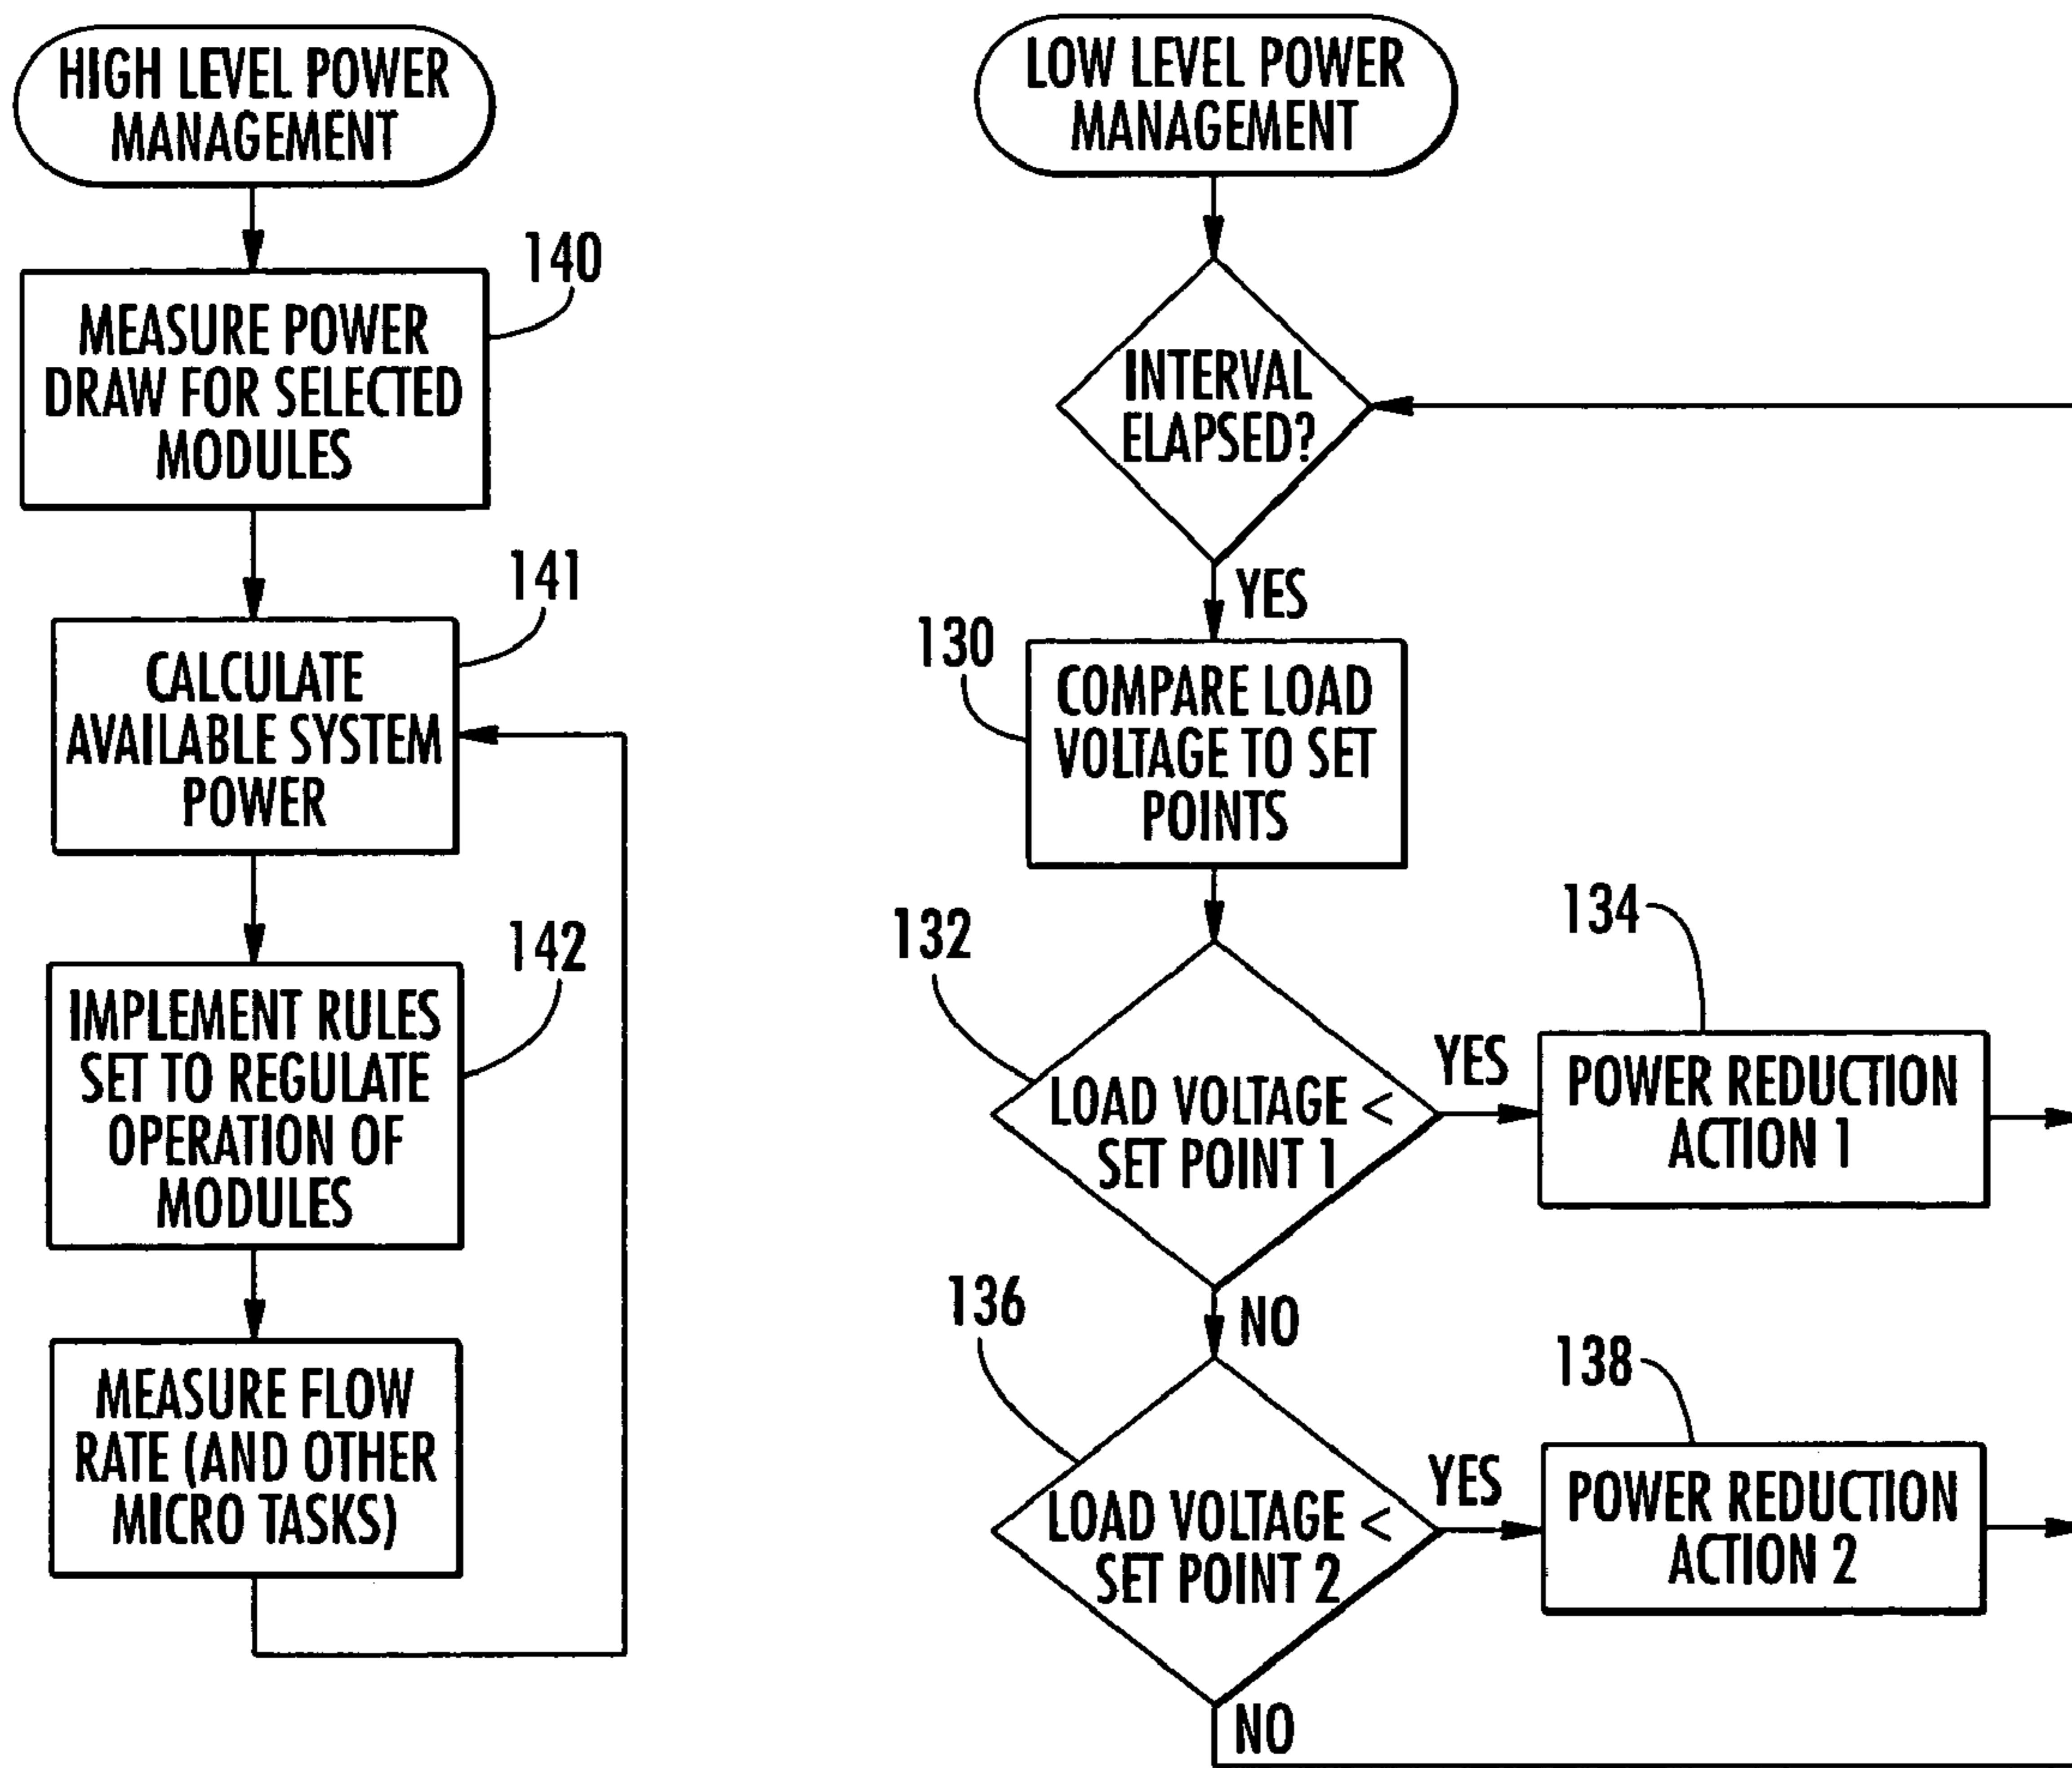 HIGH LEVEL POWER
MANAGEMENT
140
MEASURE POWER
DRAW FOR SELECTED
MODULES
141
CALCULATE
AVAILABLE SYSTEM
POWER
142
IMPLEMENT RULES
SET TO REGULATE
OPERATION OF
MODULES
MEASURE FLOW
RATE (AND OTHER
MICRO TASKS)
LOW LEVEL POWER
MANAGEMENT
INTERVAL
ELAPSED?
YES
130
COMPARE LOAD
VOLTAGE TO SET
POINTS
132
LOAD VOLTAGE <
SET POINT 1
YES
134
POWER REDUCTION
ACTION 1
NO
136
LOAD VOLTAGE <
SET POINT 2
YES
138
POWER REDUCTION
ACTION 2
NO